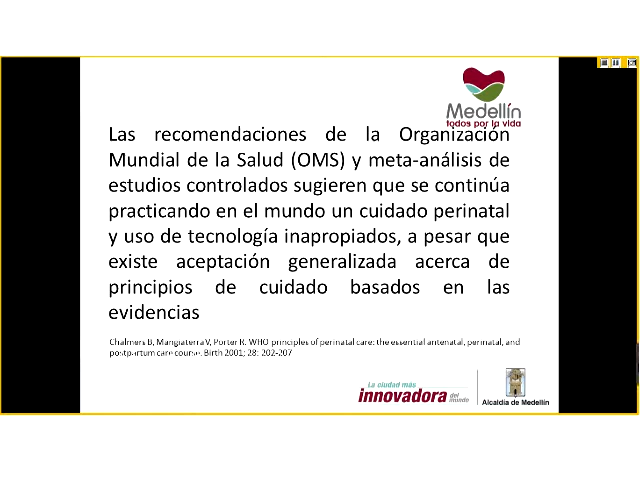 Medellín
todos por la vida
Las recomendaciones de la Organización
Mundial de la Salud (OMS) y meta-análisis de
estudios controlados sugieren que se continúa
practicando en el mundo un cuidado perinatal
y uso de tecnología inapropiados, a pesar que
existe aceptación generalizada acerca de
principios de cuidado basados en las
evidencias
Chalmers B, Mangiaterra V, Porter R. WHO principles of perinatal care: the essential antenatal, perinatal, and
postpartum care course. Birth 2001; 28: 202-207
La ciudad más
innovadora del
mundo
Alcaldía de Medellín